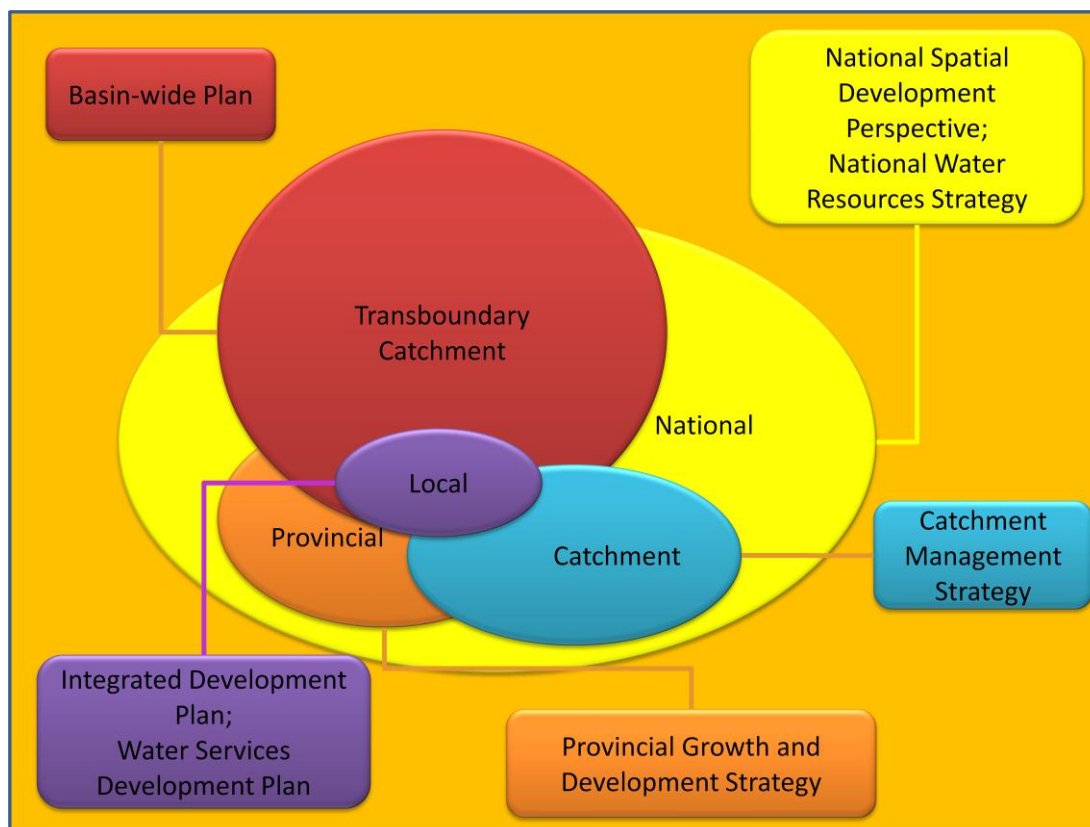 Basin-wide Plan
National Spatial
Development
Perspective;
National Water
Resources Strategy
Transboundary
Catchment
National
Local
Provincial
Catchment
Catchment
Management
Strategy
Integrated Development
Plan;
Water Services
Development Plan
Provincial Growth and
Development Strategy